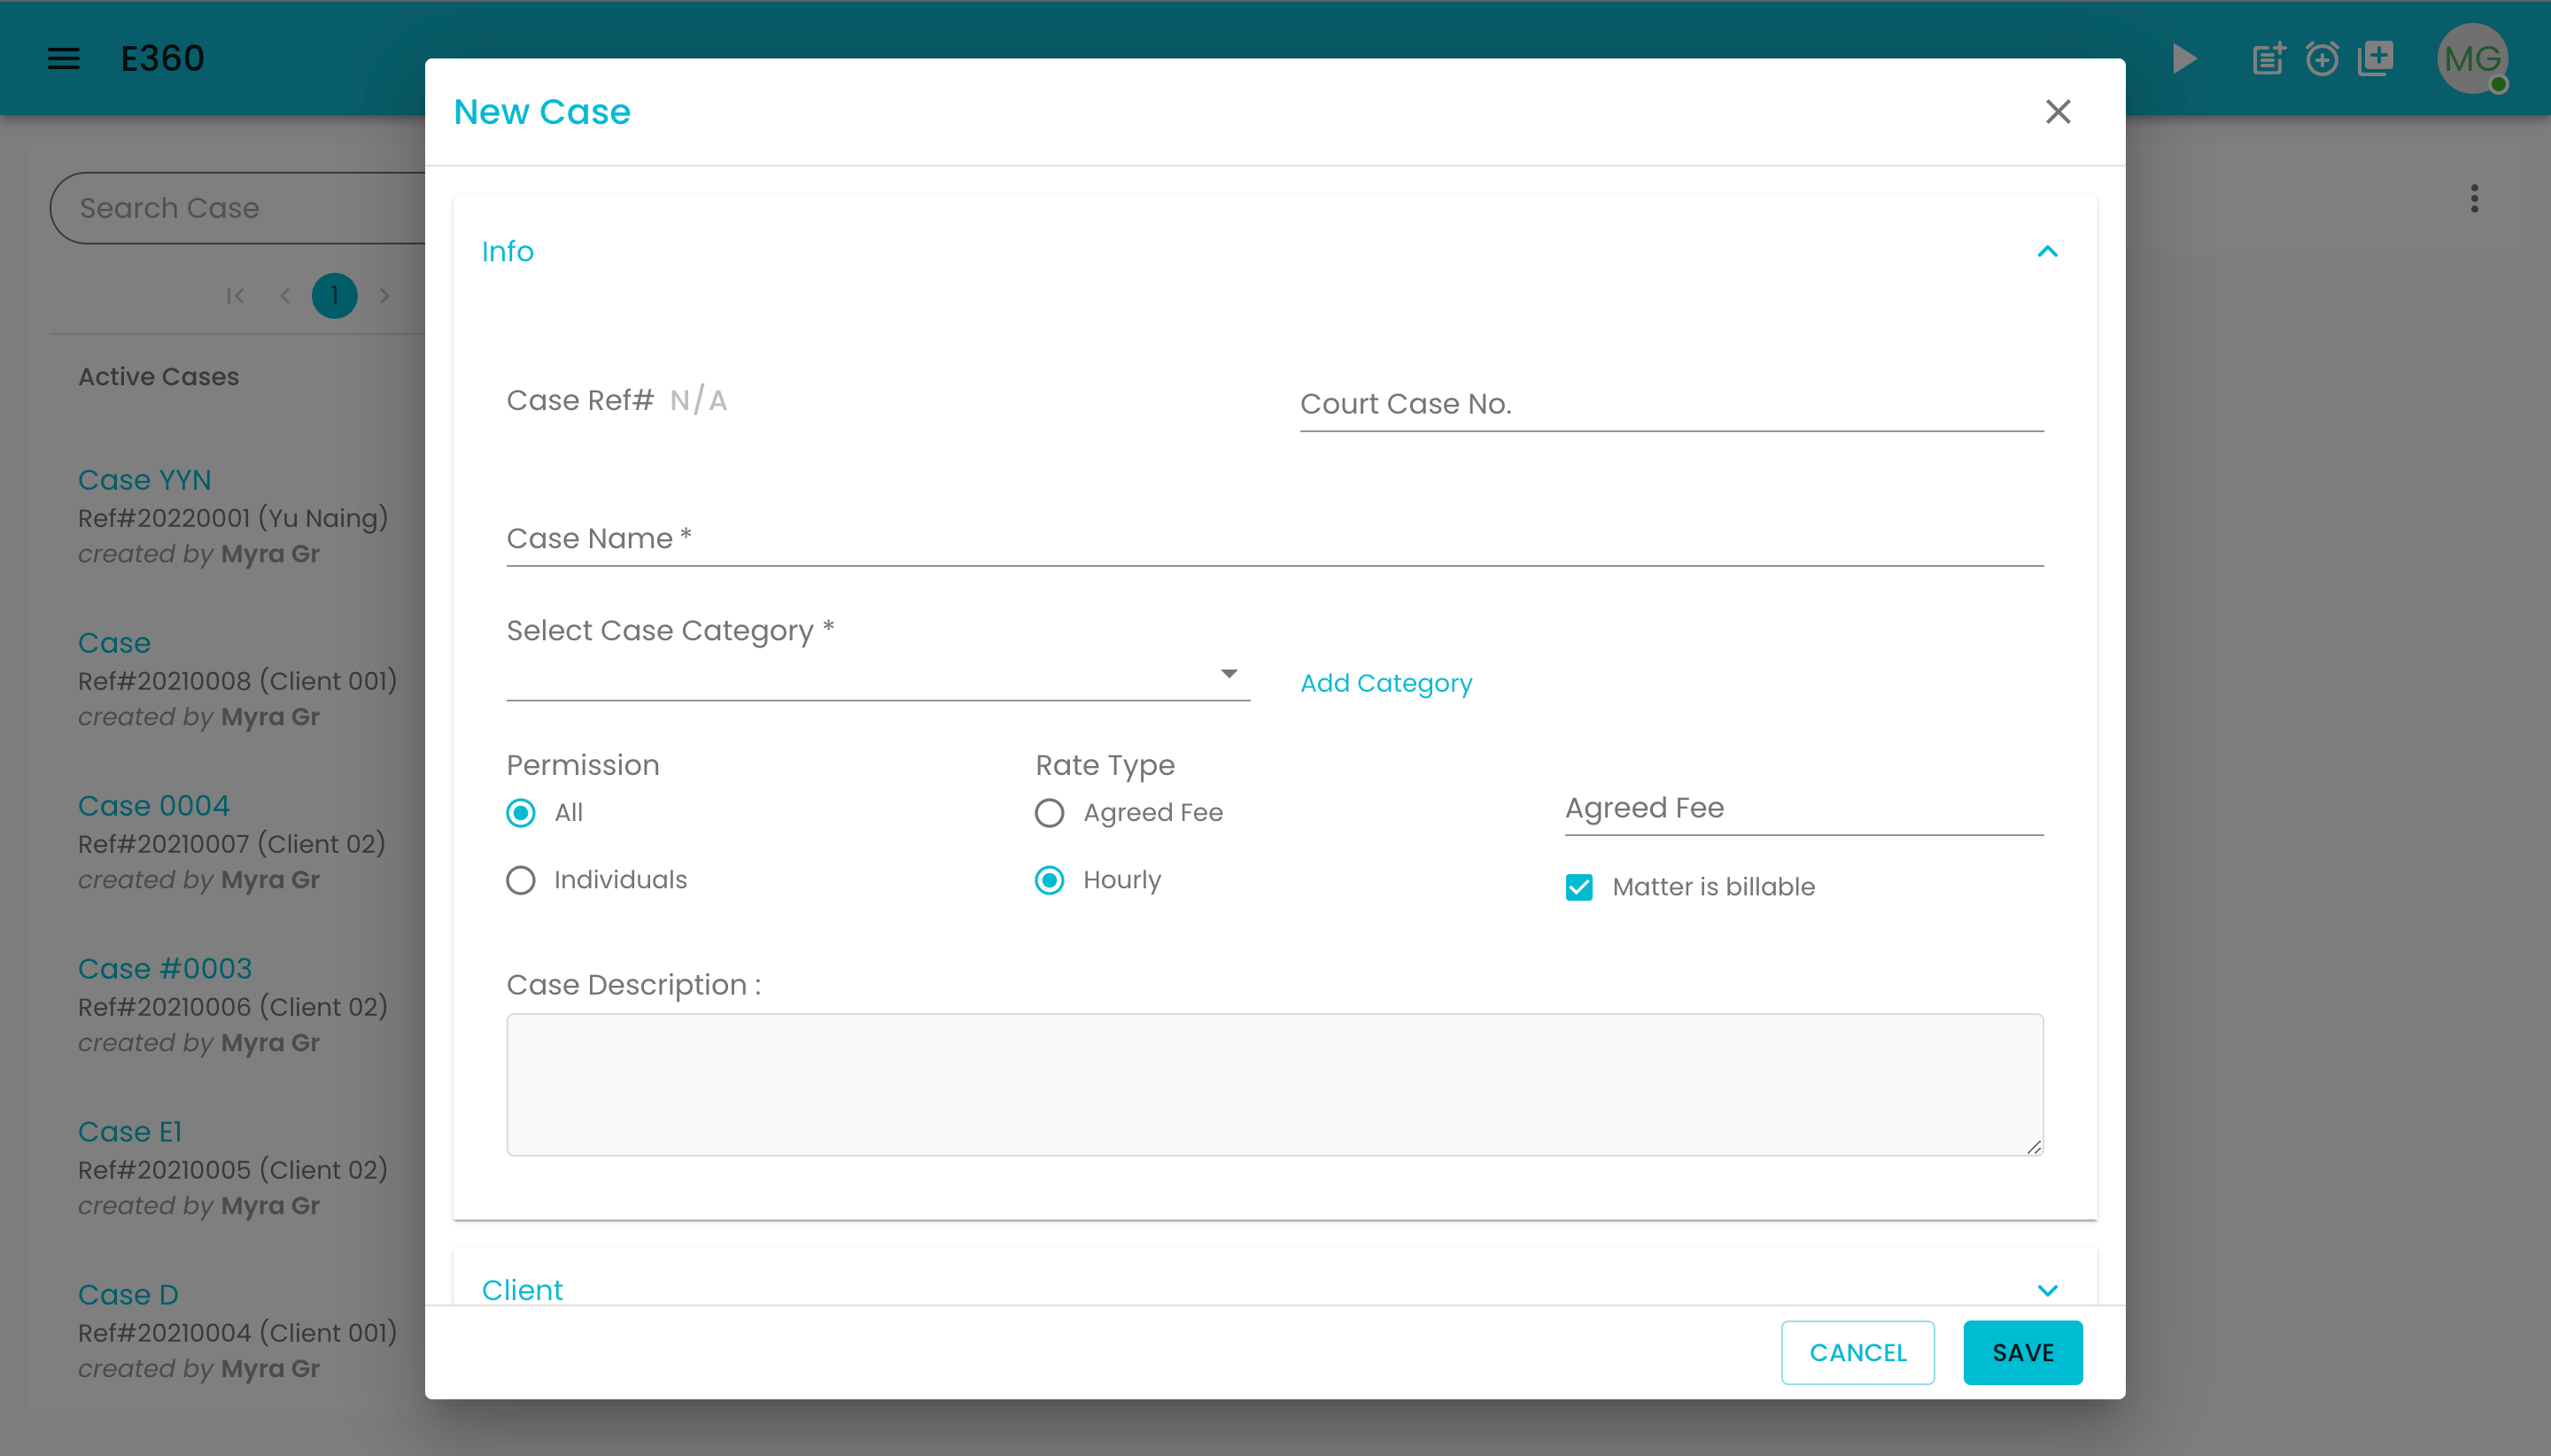 E360
MG
Search Case
1
Active Cases
Case YYN
Ref#20220001 (Yu Naing)
created by Myra Gr
Case
Ref#20210008 (Client 001)
created by Myra Gr
Case 0004
Ref#20210007 (Client 02)
created by Myra Gr
Case #0003
Ref#20210006 (Client 02)
created by Myra Gr
Case E1
Ref#20210005 (Client 02)
created by Myra Gr
Case D
Ref#20210004 (Client 001)
created by Myra Gr
New Case
Info
Case Ref# N/A
Court Case No.
Case Name *
Select Case Category *
Add Category
Permission
All
Individuals
Rate Type
Agreed Fee
Hourly
Agreed Fee
Matter is billable
Case Description :
Client
CANCEL
SAVE